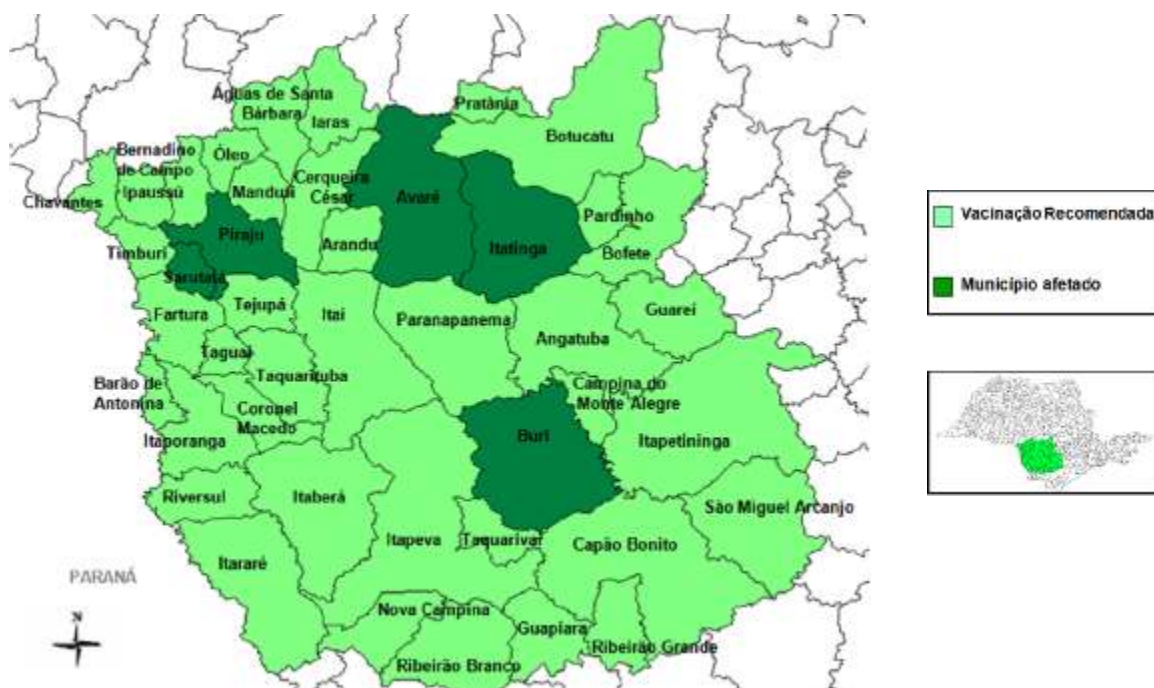 Águas de Santa
Bárbara
Iaras
Pratânia
Botucatu
Bernadino
de Campo
Óleo
Ipaussú
Manduri
Cerqueira
César
Chavantes
Avaré
Pardinho
Piraju
Arandu
Itatinga
Timburi
Bofete
Sarutaiá
Fartura
Tejupá
Itaí
Paranapanema
Guareí
Angatuba
Taguaí
Taquarituba
Barão de
Antonina
Campina do
Monte Alegre
Coronel
Macedo
Itaporanga
Buri
Itapetininga
Riversul
Itaberá
São Miguel Arcanjo
Itapeva
Taquarivaí
Capão Bonito
Itararé
PARANÁ
Nova Campina
Guapiara
Ribeirão Grande
Ribeirão Branco
N
Vacinação Recomendada
Município afetado